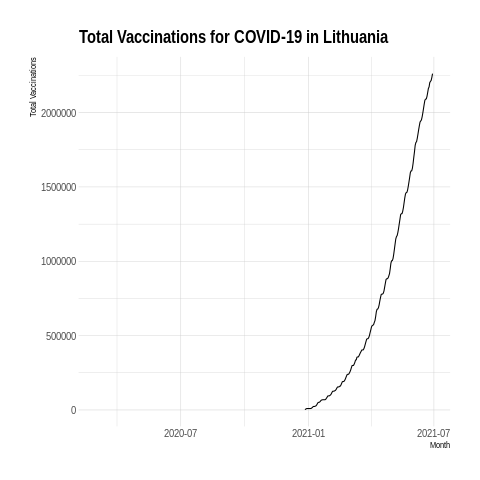 Total Vaccinations for COVID-19 in Lithuania
Total Vaccinations
2000000
1500000
1000000
500000
0
2020-07
2021-01
2021-07
Month